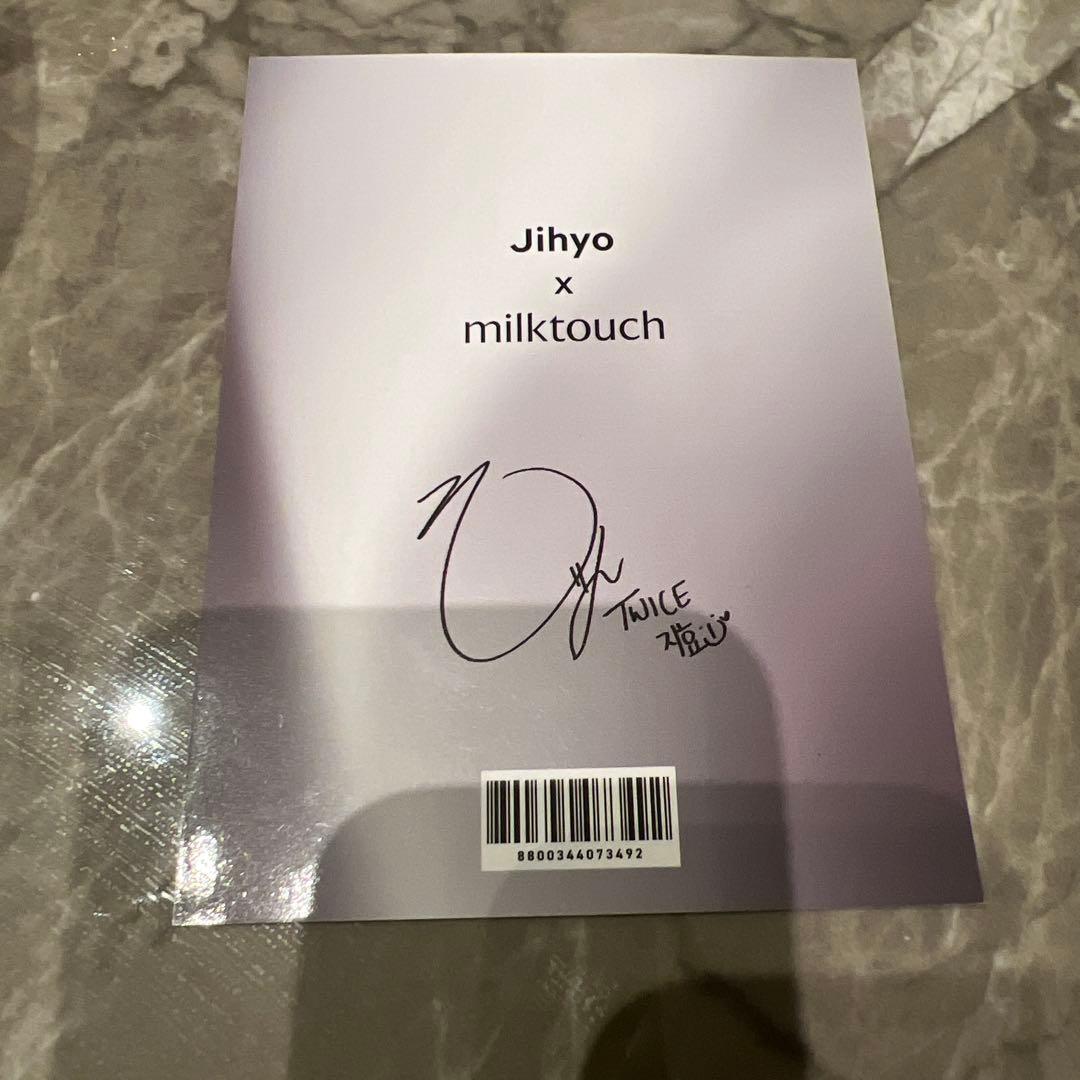 Jihyo
x
milktouch
TWICE
지효
8800344073492